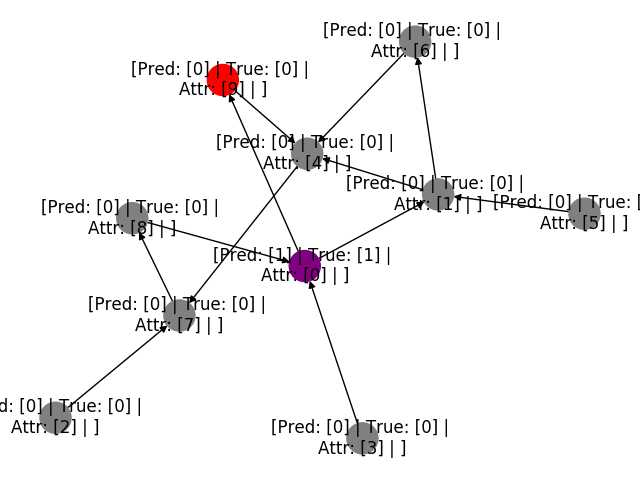 [Pred: [0] | True: [0] |
Attr: [6] | ]
[Pred: [0] | True: [0] |
Attr: [9] | ]
[Pred: [0] | True: [0] |
Attr: [4] | ]
[Pred: [0] | True: [0] |
Attr: [1] | ]
[Pred: [0] | True: [
Attr: [5] | ]
[Pred: [0] | True: [0] |
Attr: [8] | ]
[Pred: [1] | True: [1] |
Attr: [0] | ]
[Pred: [0] | True: [0] |
Attr: [7] | ]
d: [0] | True: [0] |
Attr: [2] | ]
[Pred: [0] | True: [0] |
Attr: [3] | ]